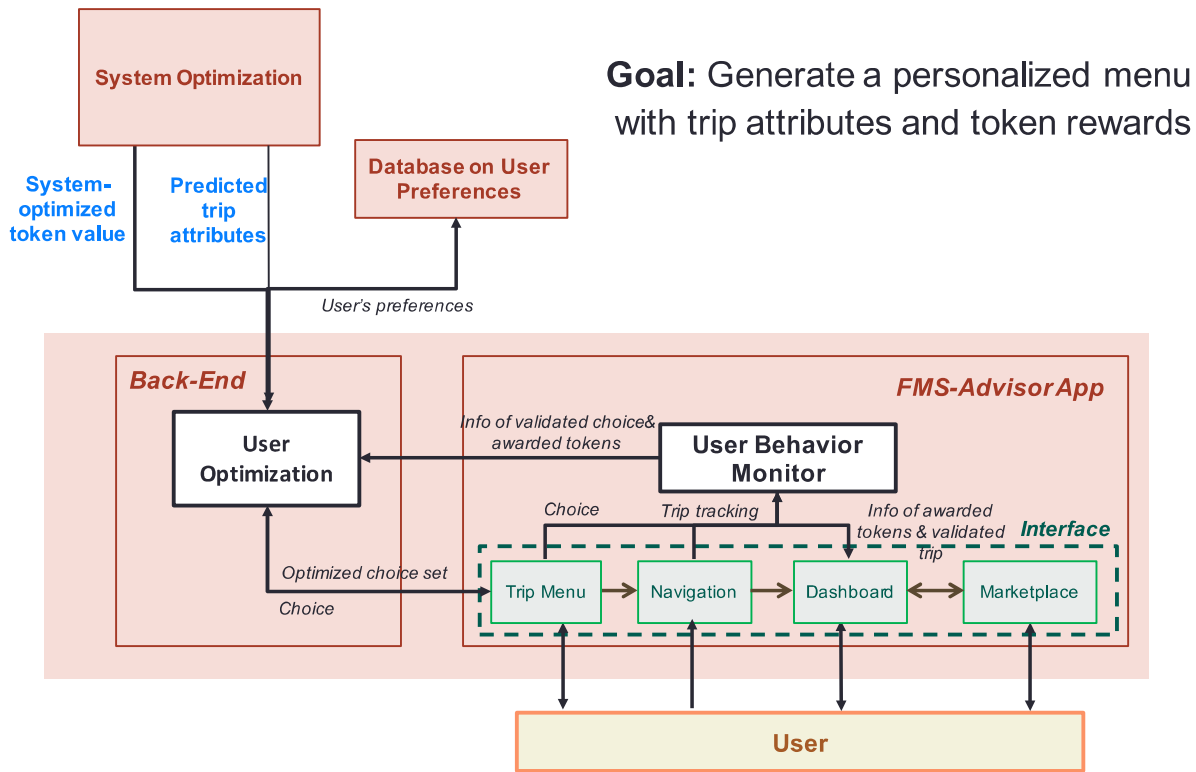 System Optimization
Goal: Generate a personalized menu
with trip attributes and token rewards
System-
optimized
token value
Predicted
trip
attributes
Database on User
Preferences
User's preferences
Back-End
FMS-Advisor App
User
Optimization
Info of validated choice&
awarded tokens
User Behavior
Monitor
Choice
Trip tracking
Info of awarded
tokens & validated
trip
Interface
Optimized choice set
Choice
Trip Menu
Navigation
Dashboard
Marketplace
User